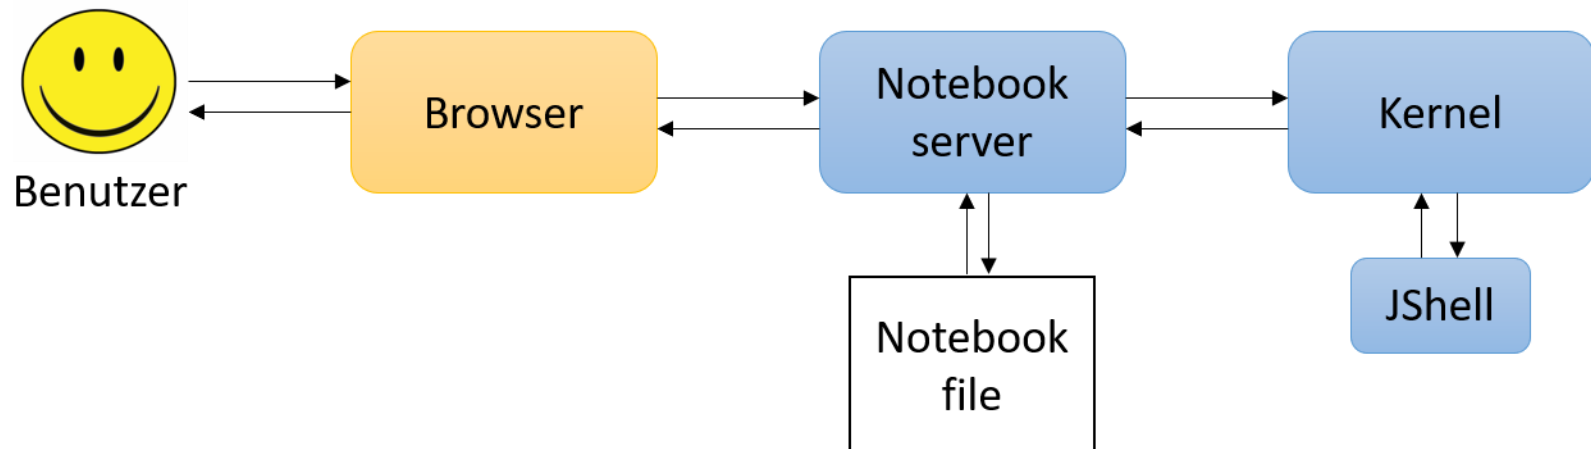 Benutzer
Browser
Notebook
server
Kernel
Notebook
file
JShell